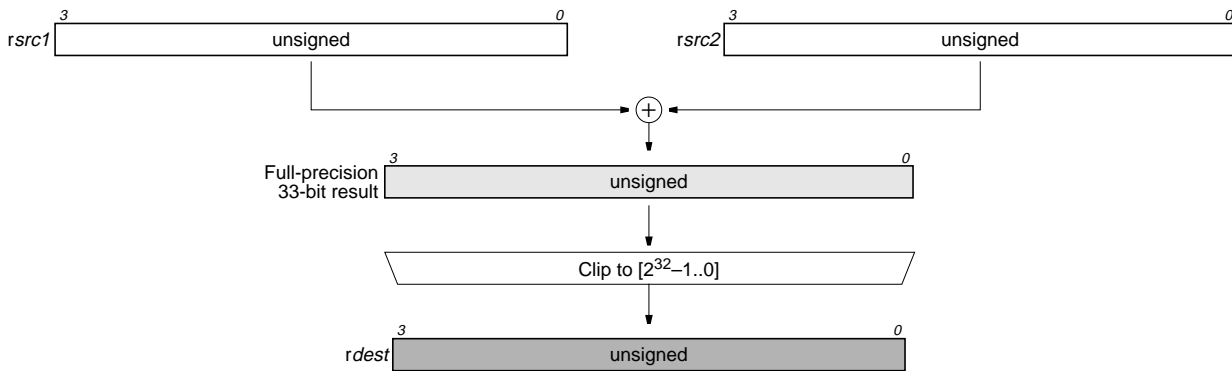 3 0 3 0
rsrc1 unsigned rsrc2 unsigned
+
3 0
Full-precision
33-bit result
unsigned
Clip to [2³²–1..0]
3 0
rdest unsigned